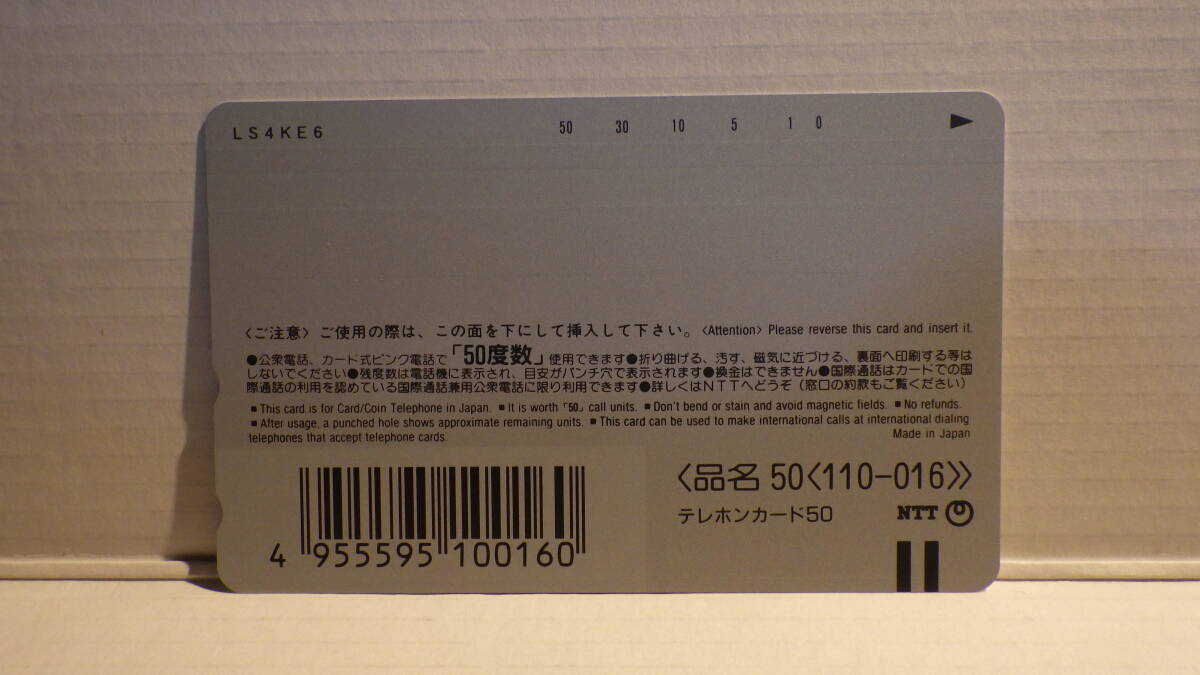 LS4KE6 50 30 10 5 1 0 ▶
〈ご注意〉ご使用の際は、この面を下にして挿入して下さい。〈Attention〉Please reverse this card and insert it.
●公衆電話、カード式ピンク電話で「50度数」使用できます●折り曲げる、汚す、磁気に近づける、裏面へ印刷する等は
しないでください●残度数は電話機に表示され、目安がパンチ穴で表示されます●換金はできません●国際通話はカードでの国
際通話の利用を認めている国際通話兼用公衆電話に限り利用できます●詳しくはNTTへどうぞ(窓口の約款もご覧ください)
■ This card is for Card/Coin Telephone in Japan. ■ It is worth「50」call units. ■ Don't bend or stain and avoid magnetic fields. ■ No refunds.
■ After usage, a punched hole shows approximate remaining units. ■ This card can be used to make international calls at international dialing
telephones that accept telephone cards. Made in Japan
〈品名 50〈110-016〉〉
テレホンカード50 NTT
4 955595 100160